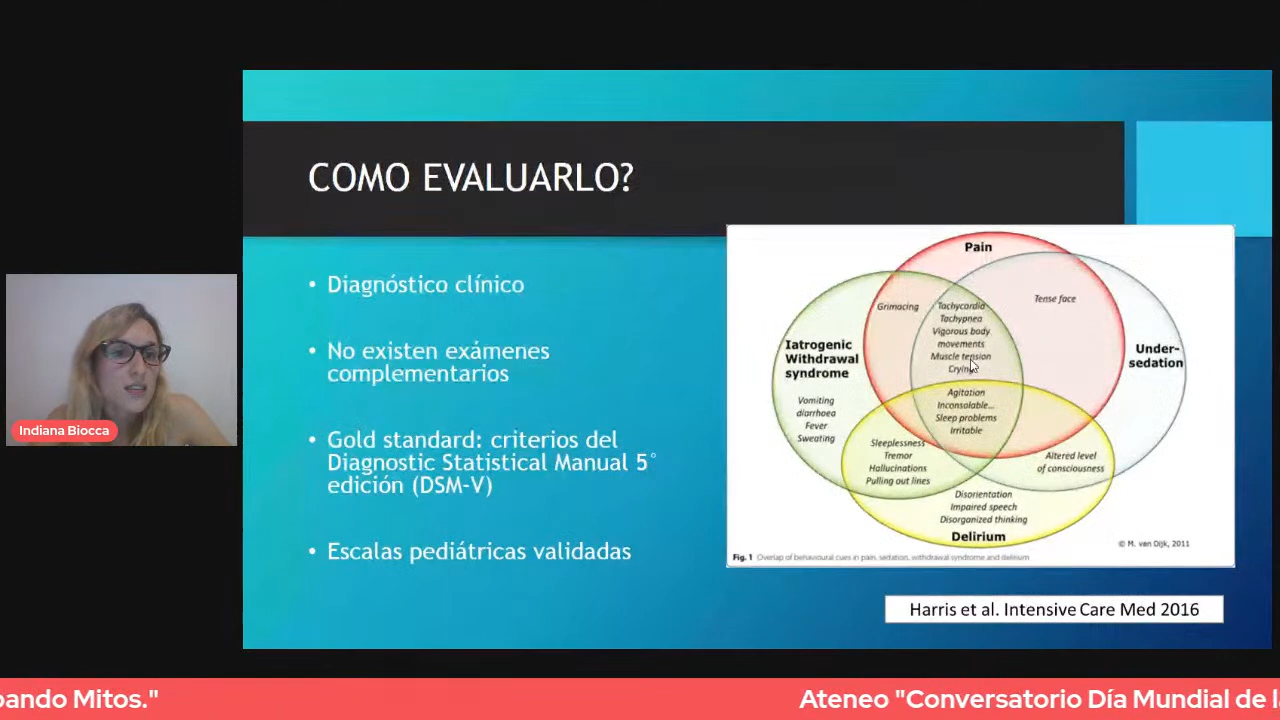 COMO EVALUARLO?
• Diagnóstico clínico
• No existen exámenes
complementarios
• Gold standard: criterios del
Diagnostic Statistical Manual 5°
edición (DSM-V)
• Escalas pediátricas validadas
Pain
Grimacing
Tachycardia
Tachypnea
Vigorous body
movements
Muscle tension
Crying
Tense face
Iatrogenic
Withdrawal
syndrome
Under-
sedation
Vomiting
diarrhoea
Fever
Sweating
Agitation
Inconsolable...
Sleep problems
Irritable
Sleeplessness
Tremor
Hallucinations
Pulling out lines
Altered level
of consciousness
Disorientation
Impaired speech
Disorganized thinking
Delirium
© M. van Dijk, 2011
Fig. 1 Overlap of behavioural cues in pain, sedation, withdrawal syndrome and delirium
Harris et al. Intensive Care Med 2016
Indiana Biocca
bando Mitos." Ateneo "Conversatorio Día Mundial de l